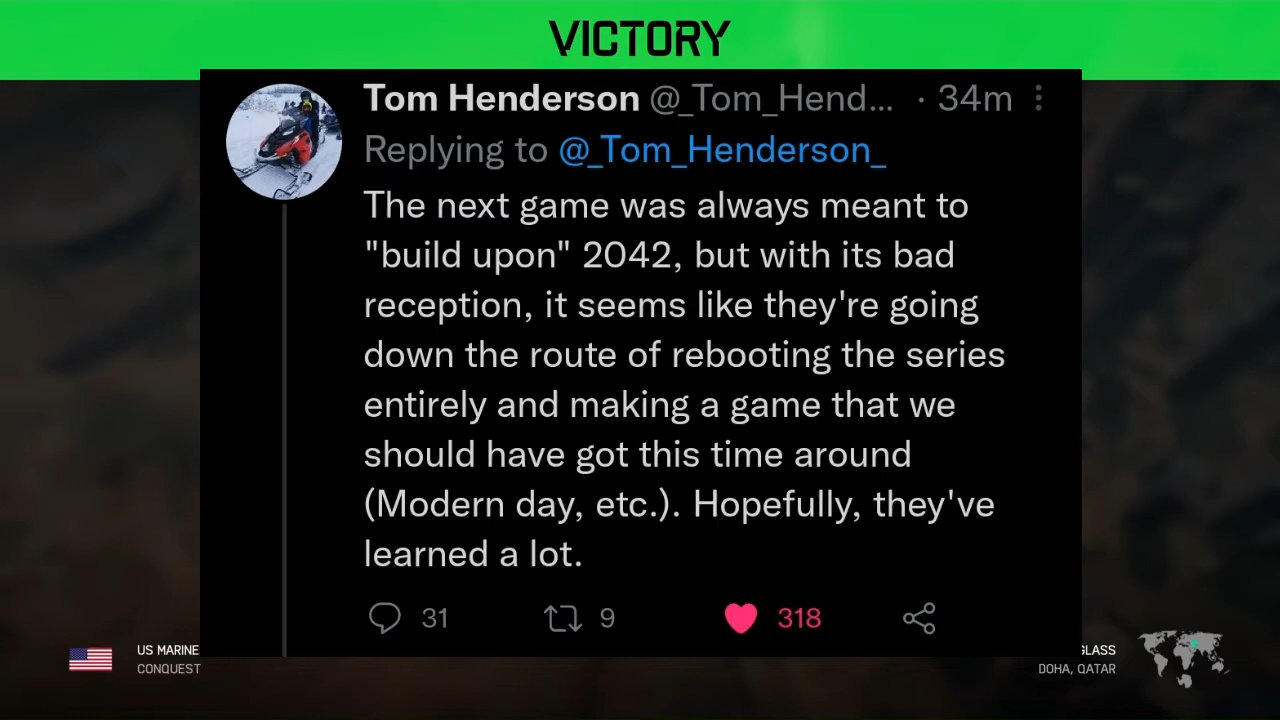 VICTORY
Tom Henderson @_Tom_Hend... · 34m
Replying to @_Tom_Henderson_
The next game was always meant to
"build upon" 2042, but with its bad
reception, it seems like they're going
down the route of rebooting the series
entirely and making a game that we
should have got this time around
(Modern day, etc.). Hopefully, they've
learned a lot.
31 9 318
US MARINE
CONQUEST
GLASS
DOHA, QATAR